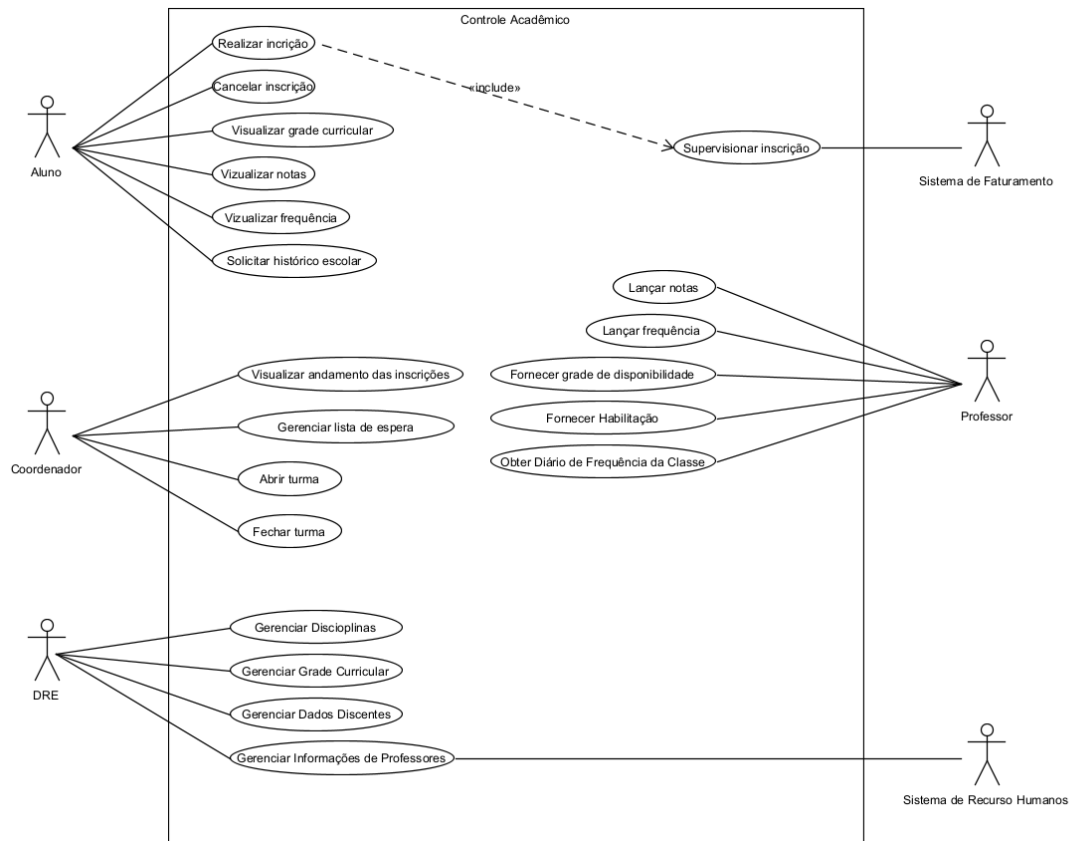 Controle Acadêmico
Realizar incrição
Cancelar inscrição
«include»
Visualizar grade curricular
Supervisionar inscrição
Aluno
Vizualizar notas
Sistema de Faturamento
Vizualizar frequência
Solicitar histórico escolar
Lançar notas
Lançar frequência
Visualizar andamento das inscrições
Fornecer grade de disponibilidade
Professor
Gerenciar lista de espera
Fornecer Habilitação
Coordenador
Obter Diário de Frequência da Classe
Abrir turma
Fechar turma
Gerenciar Discioplinas
Gerenciar Grade Curricular
DRE
Gerenciar Dados Discentes
Gerenciar Informações de Professores
Sistema de Recurso Humanos